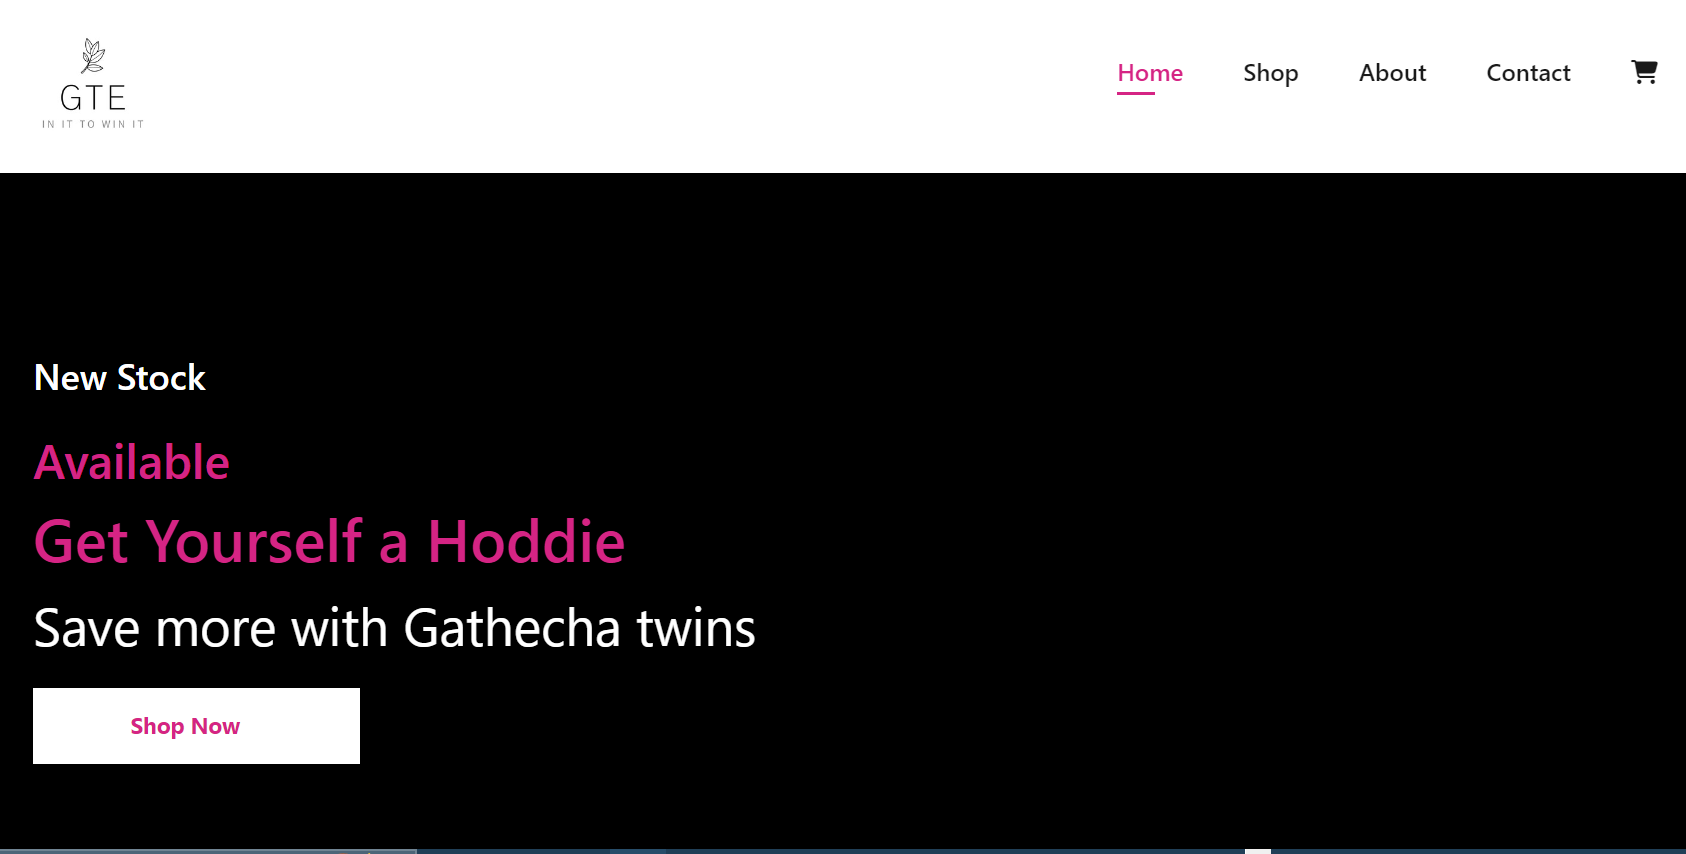 GTE
IN IT TO WIN IT
Home Shop About Contact
New Stock
Available
Get Yourself a Hoddie
Save more with Gathecha twins
Shop Now